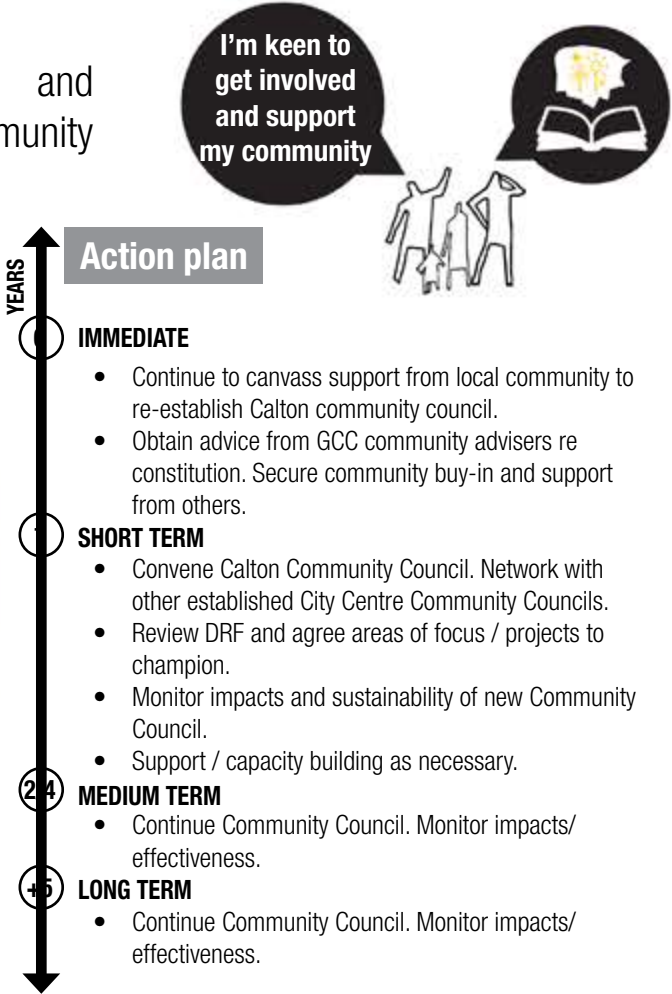 and
munity
I'm keen to
get involved
and support
my community
Action plan
YEARS
IMMEDIATE
• Continue to canvass support from local community to
re-establish Calton community council.
• Obtain advice from GCC community advisers re
constitution. Secure community buy-in and support
from others.
SHORT TERM
• Convene Calton Community Council. Network with
other established City Centre Community Councils.
• Review DRF and agree areas of focus / projects to
champion.
• Monitor impacts and sustainability of new Community
Council.
• Support / capacity building as necessary.
MEDIUM TERM
• Continue Community Council. Monitor impacts/
effectiveness.
+5
LONG TERM
• Continue Community Council. Monitor impacts/
effectiveness.